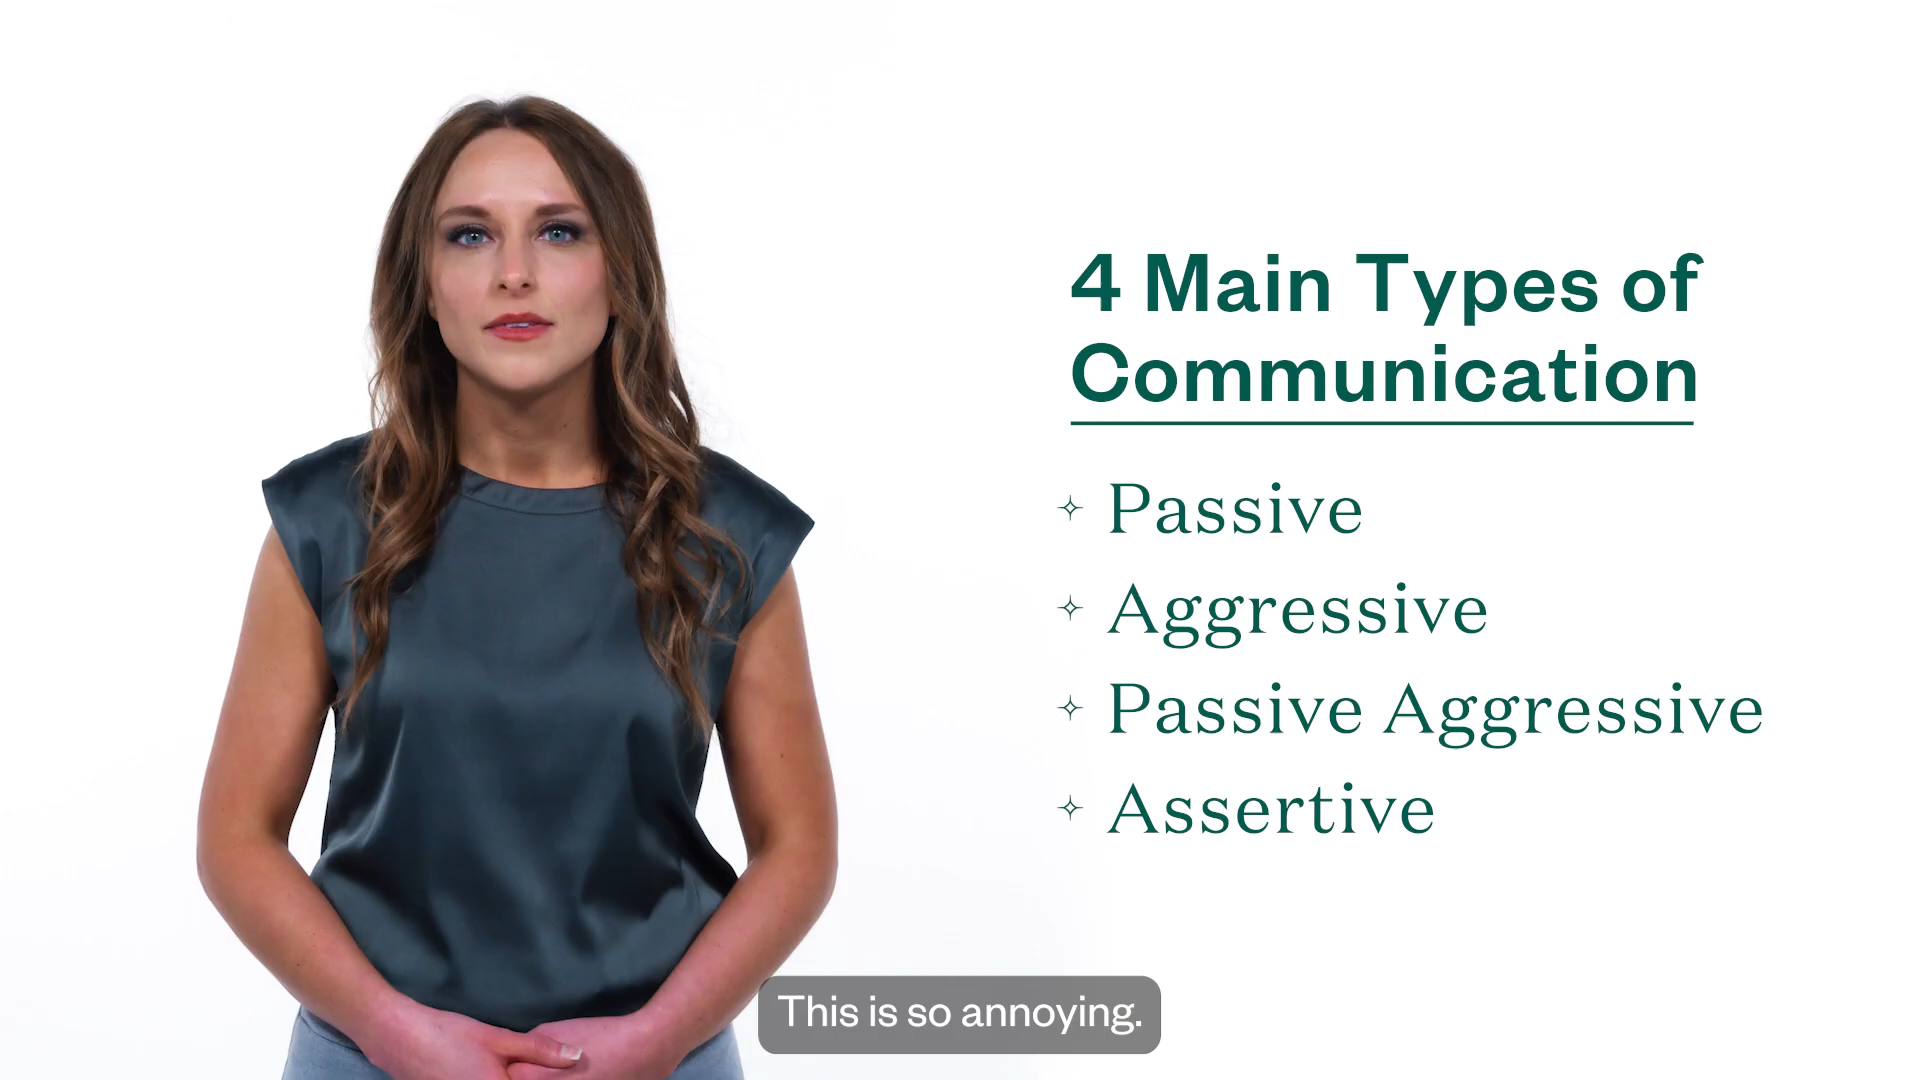 4 Main Types of
Communication
Passive
Aggressive
Passive Aggressive
Assertive
This is so annoying.